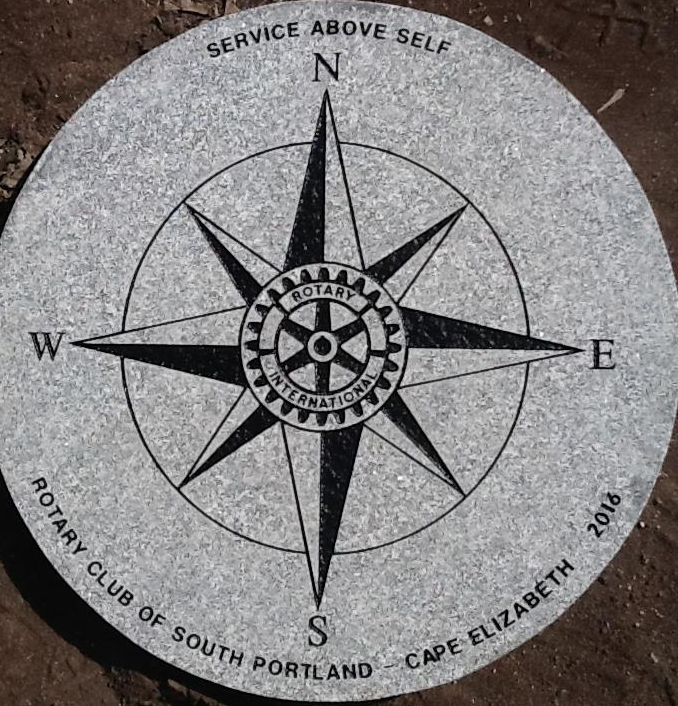 SERVICE ABOVE SELF
N
W
ROTARY
INTERNATIONAL
E
S
ROTARY CLUB OF SOUTH PORTLAND - CAPE ELIZABETH 2016